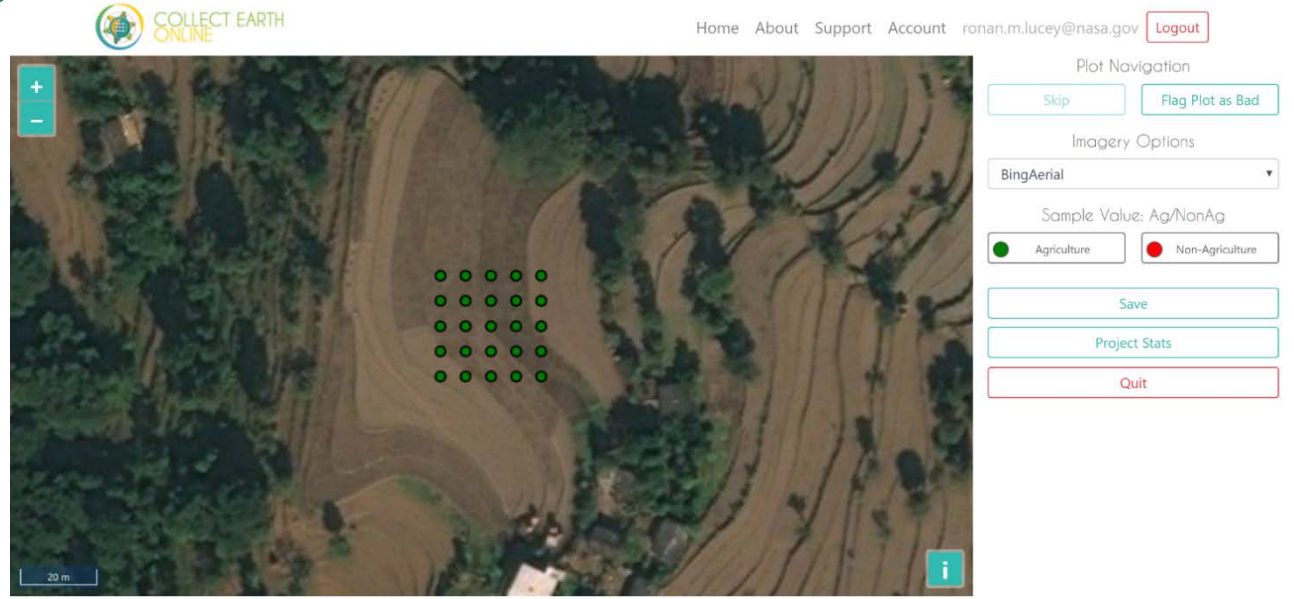 COLLECT EARTH
ONLINE
Home About Support Account ronan.m.lucey@nasa.gov Logout
+
−
Plot Navigation
Skip Flag Plot as Bad
Imagery Options
BingAerial
Sample Value: Ag/NonAg
Agriculture Non-Agriculture
Save
Project Stats
Quit
20 m
i